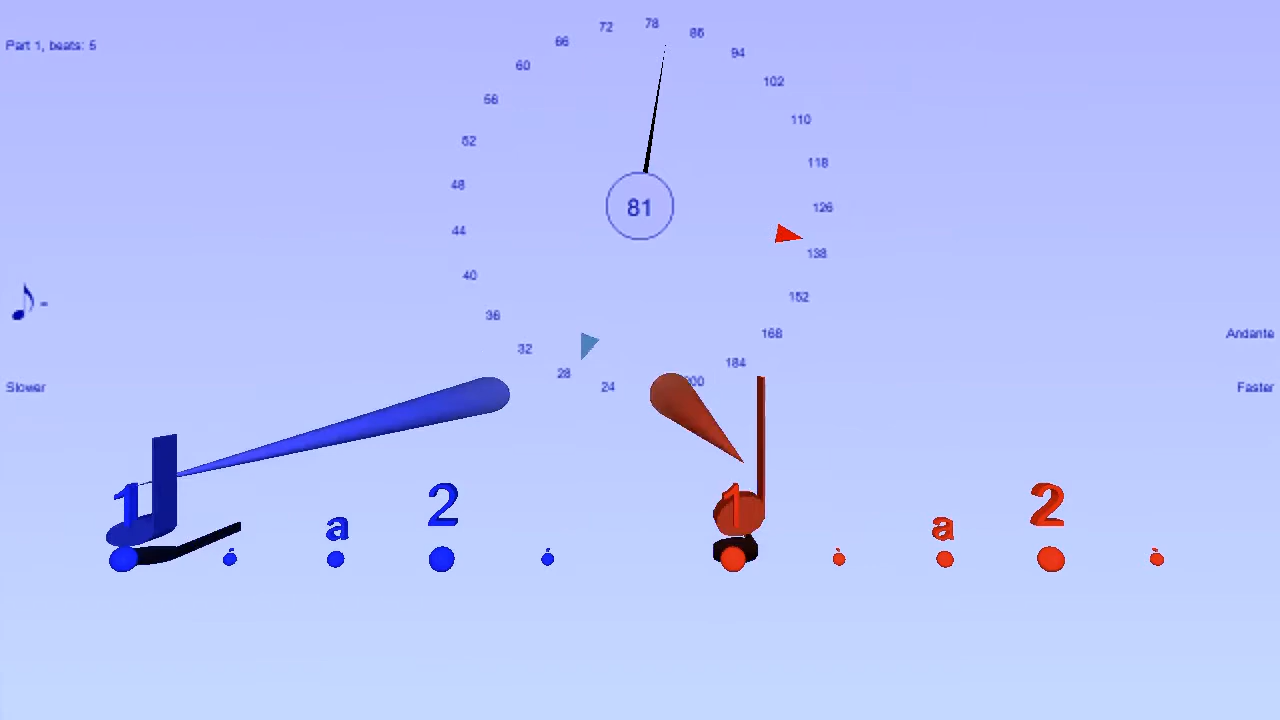 Part 1, beats: 5
72 78 86
66 94
60 102
56 110
52 118
48 126
44 138
40 152
36 168
32 184
28 24 200
81
-
Andante
Slower Faster
1 a 2 1 a 2